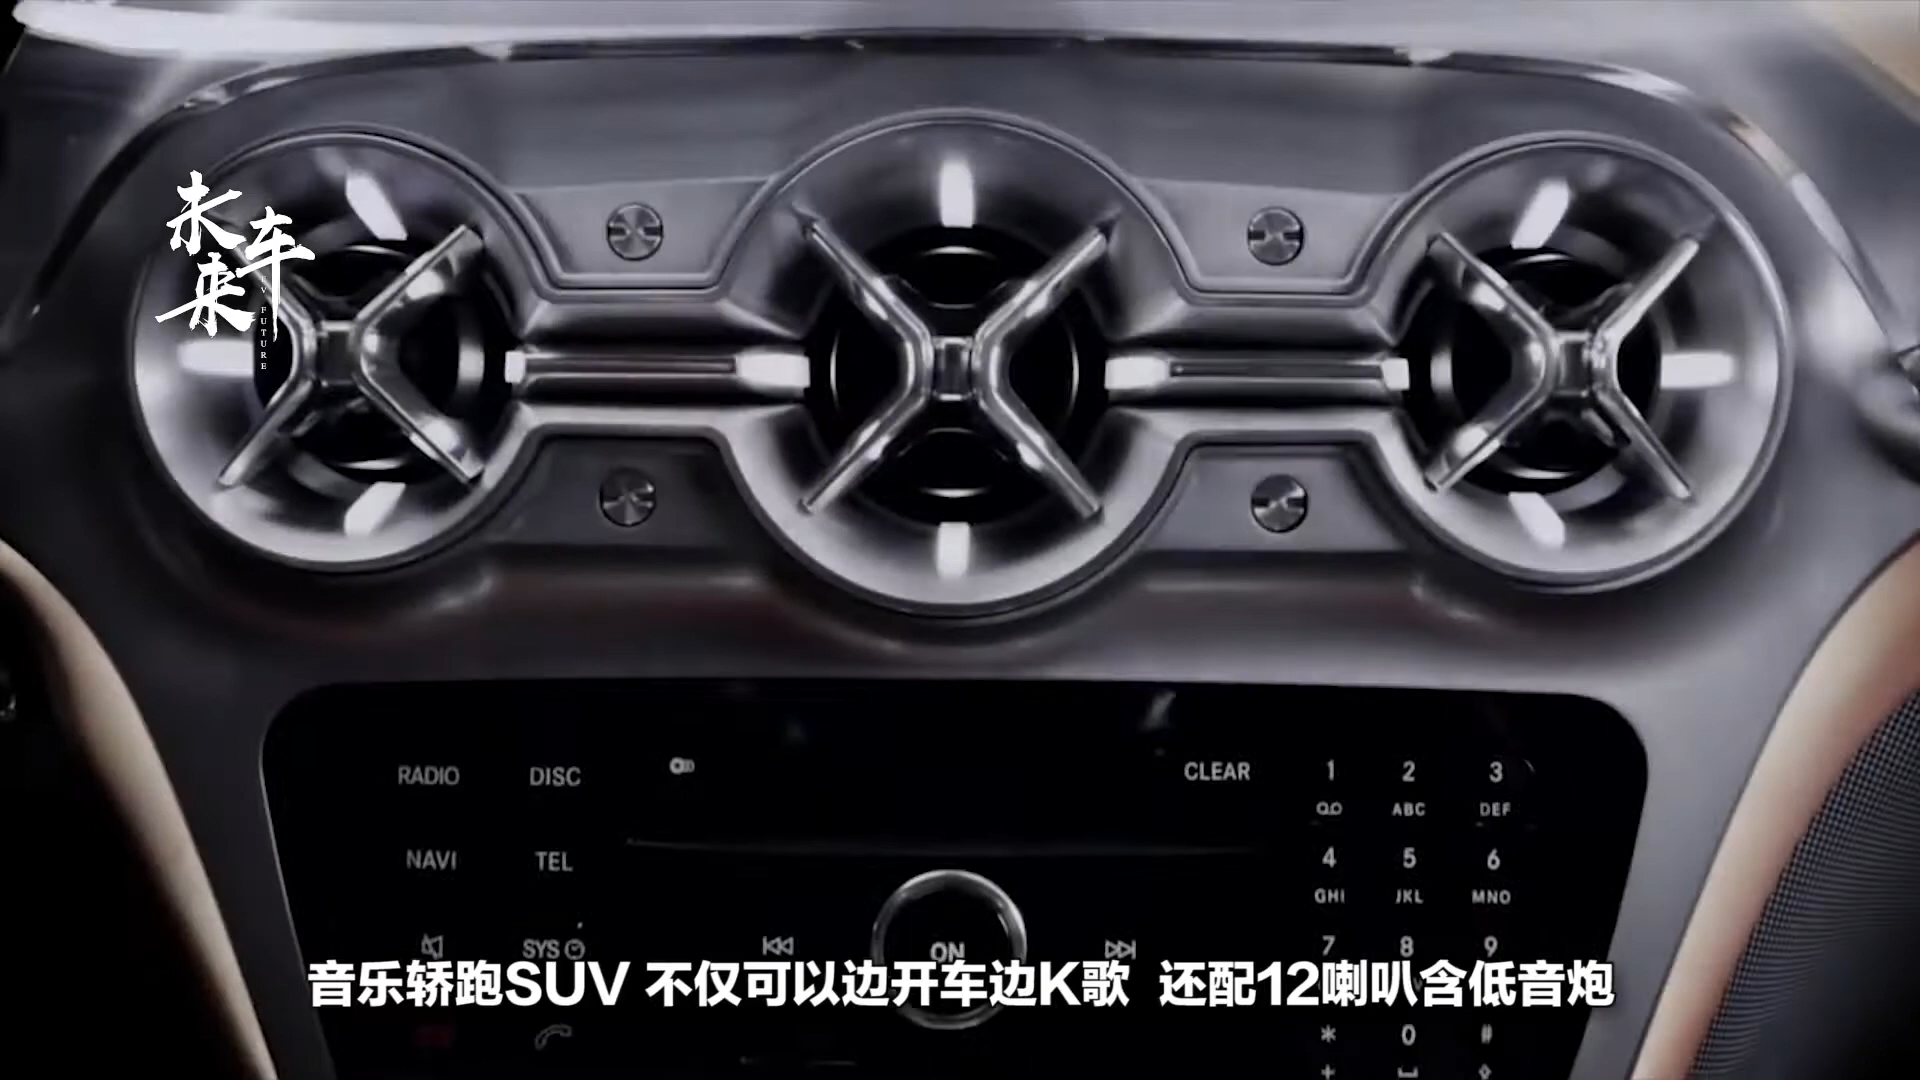 未来车
EV FUTURE
RADIO DISC CLEAR 1 2 3
ABC DEF
NAVI TEL 4 5 6
GHI JKL MNO
SYS 7 8 9
ON
音乐轿跑SUV 不仅可以边开车边K歌 还配12喇叭含低音炮
* 0 #
+